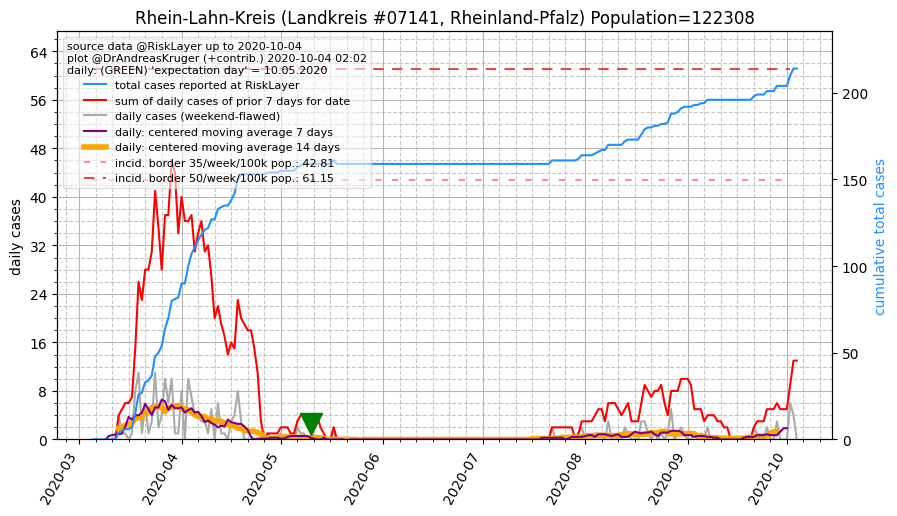 Rhein-Lahn-Kreis (Landkreis #07141, Rheinland-Pfalz) Population=122308
source data @RiskLayer up to 2020-10-04
plot @DrAndreasKruger (+contrib.) 2020-10-04 02:02
daily: (GREEN) 'expectation day' = 10.05.2020
total cases reported at RiskLayer
sum of daily cases of prior 7 days for date
daily cases (weekend-flawed)
daily: centered moving average 7 days
daily: centered moving average 14 days
incid. border 35/week/100k pop.: 42.81
incid. border 50/week/100k pop.: 61.15
daily cases
64
56
48
40
32
24
16
8
0
cumulative total cases
200
150
100
50
0
2020-03
2020-04
2020-05
2020-06
2020-07
2020-08
2020-09
2020-10